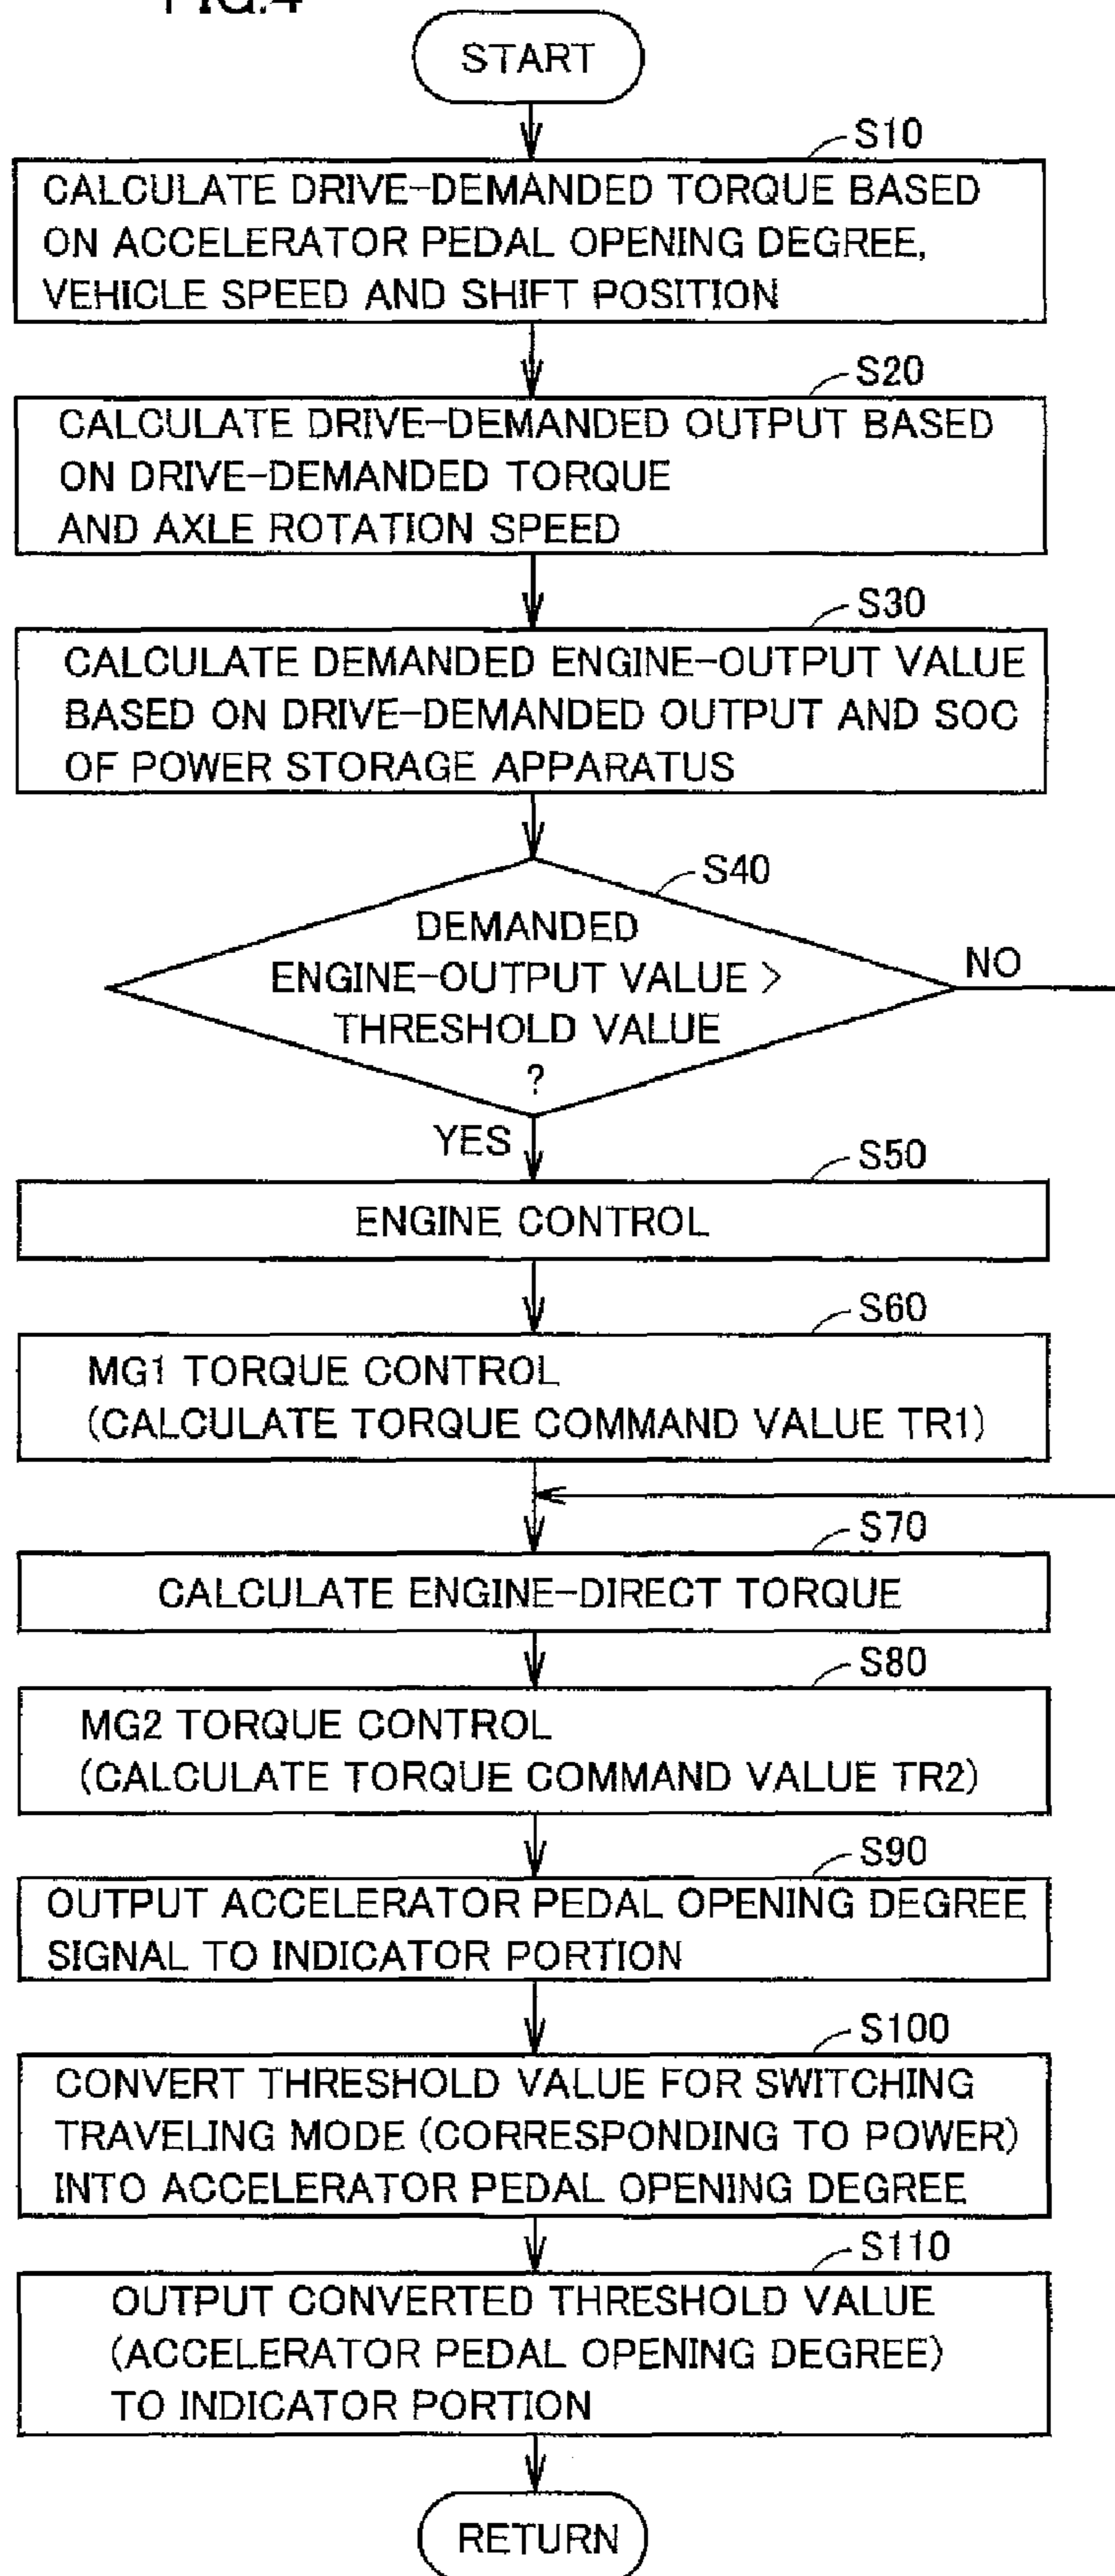 FIG.4
START
S10
CALCULATE DRIVE-DEMANDED TORQUE BASED
ON ACCELERATOR PEDAL OPENING DEGREE,
VEHICLE SPEED AND SHIFT POSITION
S20
CALCULATE DRIVE-DEMANDED OUTPUT BASED
ON DRIVE-DEMANDED TORQUE
AND AXLE ROTATION SPEED
S30
CALCULATE DEMANDED ENGINE-OUTPUT VALUE
BASED ON DRIVE-DEMANDED OUTPUT AND SOC
OF POWER STORAGE APPARATUS
S40
DEMANDED
ENGINE-OUTPUT VALUE >
THRESHOLD VALUE
?
NO
YES
S50
ENGINE CONTROL
S60
MG1 TORQUE CONTROL
(CALCULATE TORQUE COMMAND VALUE TR1)
S70
CALCULATE ENGINE-DIRECT TORQUE
S80
MG2 TORQUE CONTROL
(CALCULATE TORQUE COMMAND VALUE TR2)
S90
OUTPUT ACCELERATOR PEDAL OPENING DEGREE
SIGNAL TO INDICATOR PORTION
S100
CONVERT THRESHOLD VALUE FOR SWITCHING
TRAVELING MODE (CORRESPONDING TO POWER)
INTO ACCELERATOR PEDAL OPENING DEGREE
S110
OUTPUT CONVERTED THRESHOLD VALUE
(ACCELERATOR PEDAL OPENING DEGREE)
TO INDICATOR PORTION
RETURN